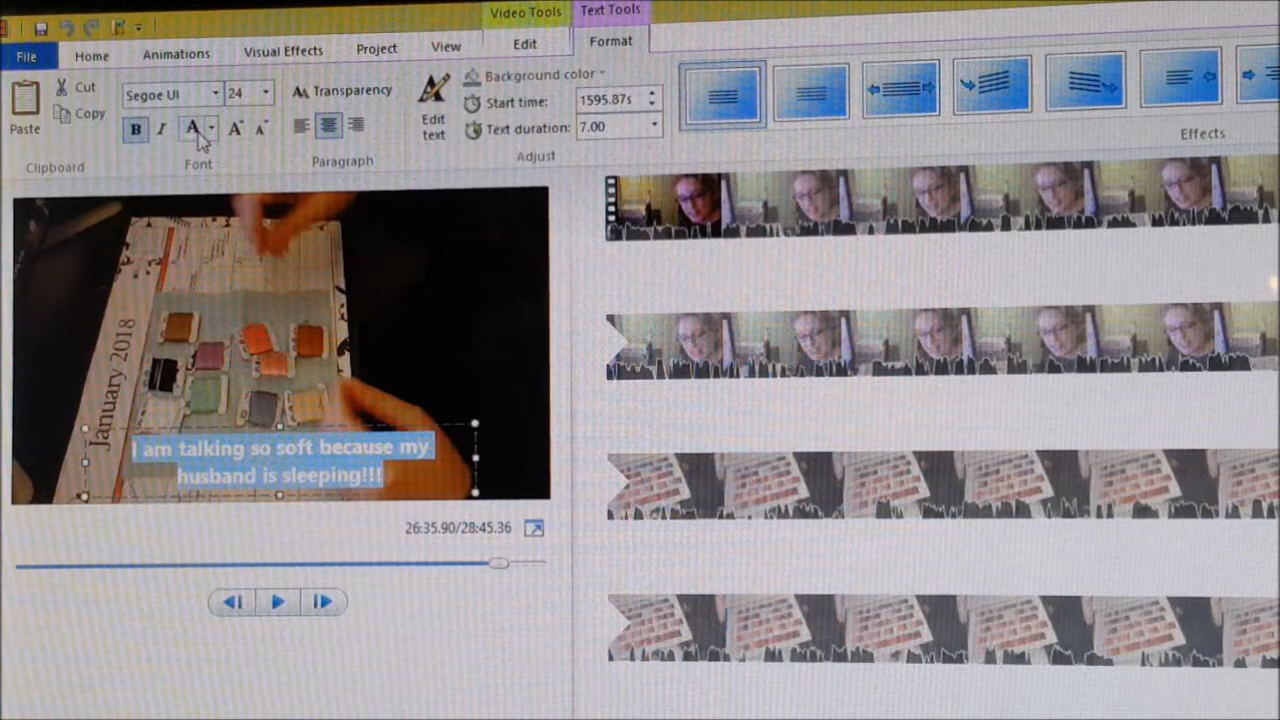 Video Tools
Text Tools
File
Home
Animations
Visual Effects
Project
View
Edit
Format
Paste
Cut
Copy
Clipboard
Segoe UI
24
B
I
A
A
A
Font
Transparency
Paragraph
Edit
text
Background color
Start time:
1595.87s
Text duration:
7.00
Adjust
Effects
January 2018
I am talking so soft because my
husband is sleeping!!!
26:35.90/28:45.36